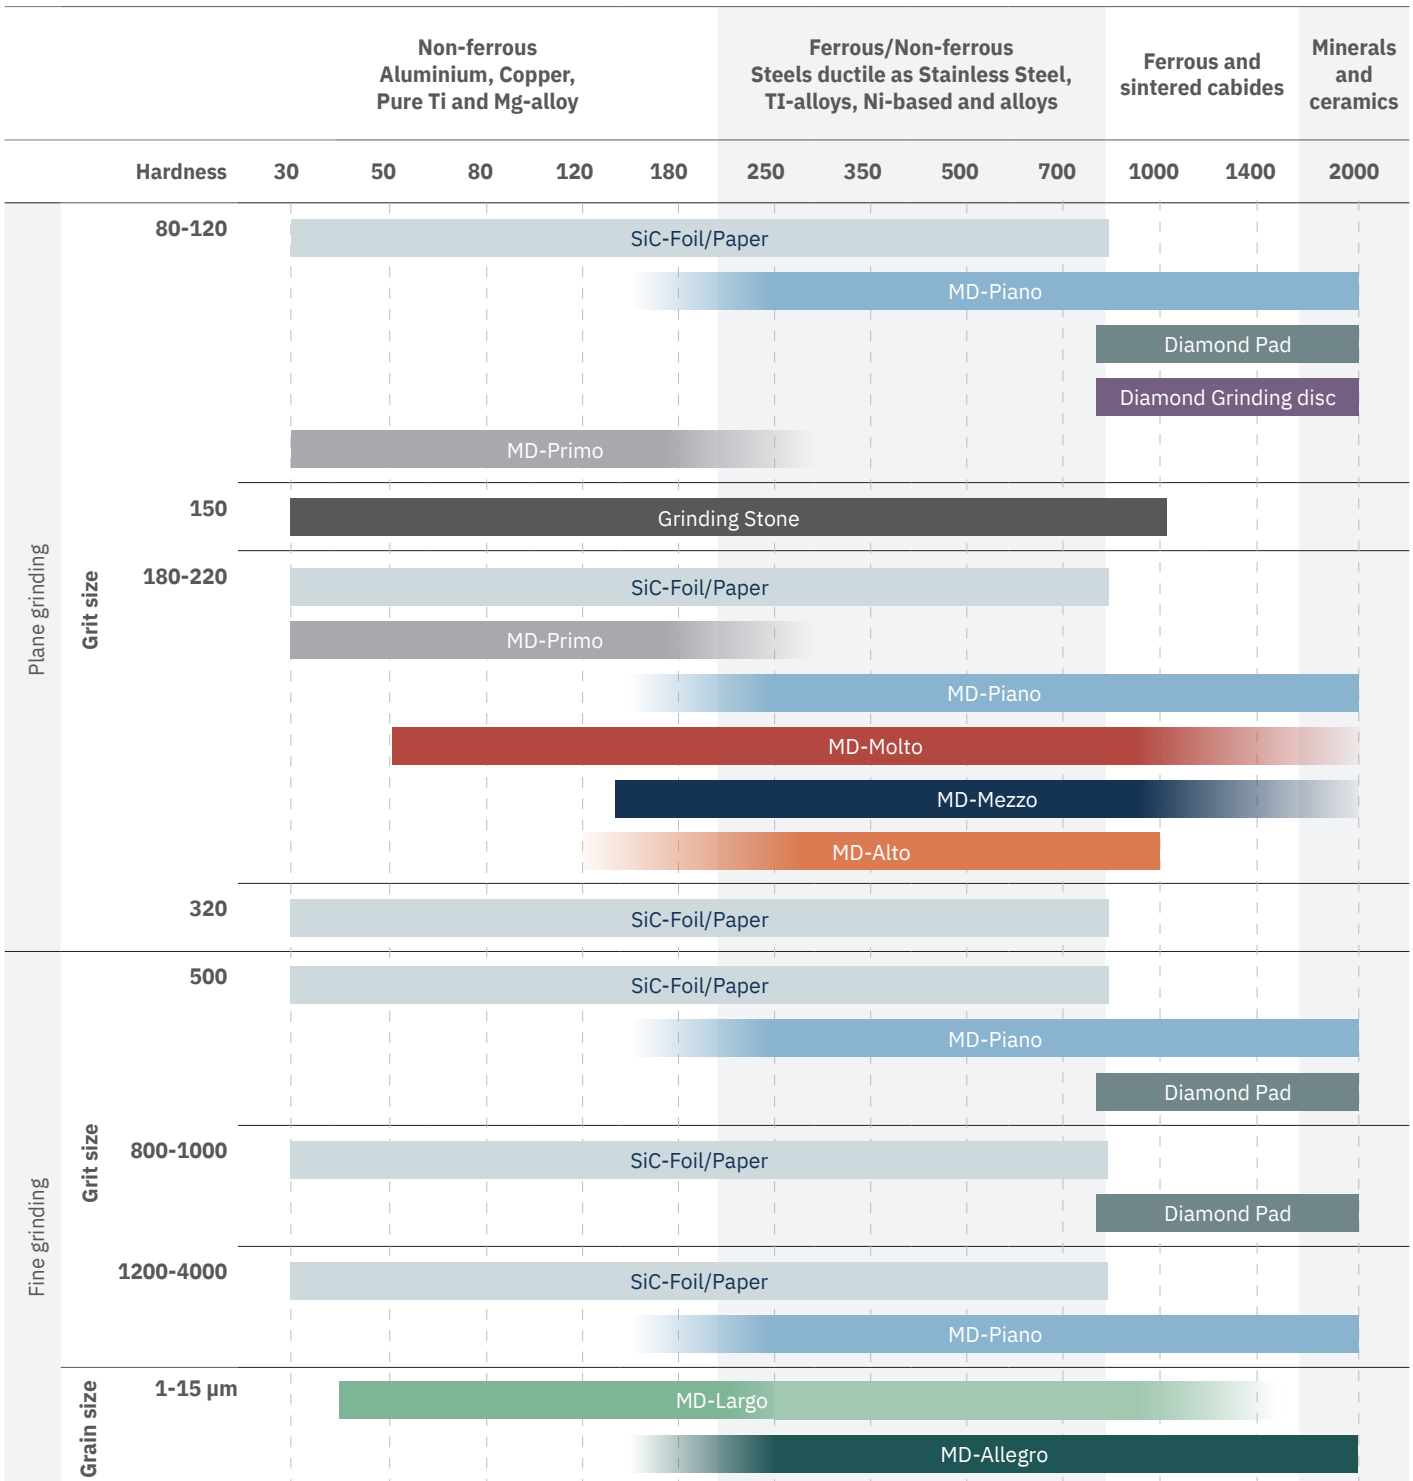 Non-ferrous
Aluminium, Copper,
Pure Ti and Mg-alloy
Ferrous/Non-ferrous
Steels ductile as Stainless Steel,
TI-alloys, Ni-based and alloys
Ferrous and
sintered cabides
Minerals
and
ceramics
Hardness 30 50 80 120 180 250 350 500 700 1000 1400 2000
Plane grinding
Grit size
80-120
SiC-Foil/Paper
MD-Piano
Diamond Pad
Diamond Grinding disc
MD-Primo
150
Grinding Stone
180-220
SiC-Foil/Paper
MD-Primo
MD-Piano
MD-Molto
MD-Mezzo
MD-Alto
320
SiC-Foil/Paper
Fine grinding
Grit size
500
SiC-Foil/Paper
MD-Piano
Diamond Pad
800-1000
SiC-Foil/Paper
Diamond Pad
1200-4000
SiC-Foil/Paper
MD-Piano
Grain size
1-15 µm
MD-Largo
MD-Allegro